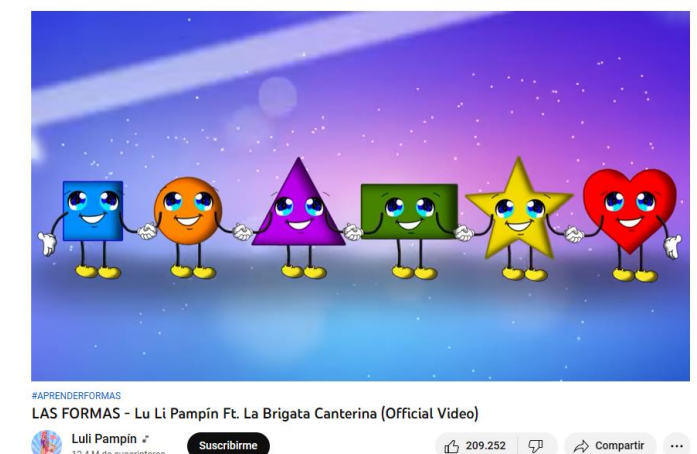 #APRENDERFORMAS
LAS FORMAS - Lu Li Pampín Ft. La Brigata Canterina (Official Video)
Luli Pampín
Suscribirme
209.252
Compartir